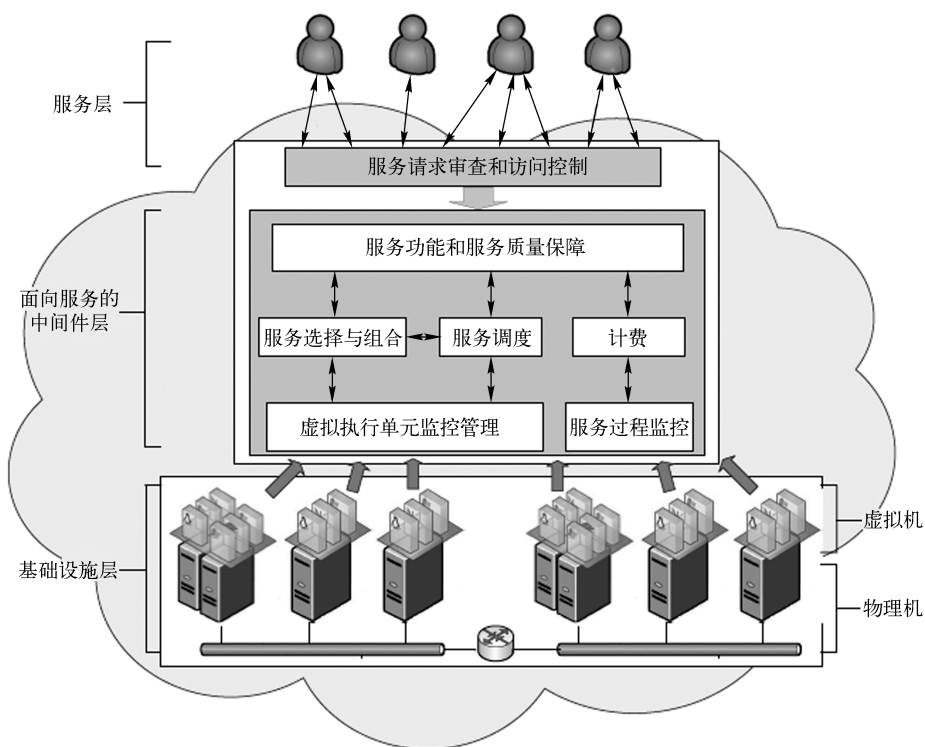 服务层
服务请求审查和访问控制
面向服务的
中间件层
服务功能和服务质量保障
服务选择与组合
服务调度
计费
虚拟执行单元监控管理
服务过程监控
基础设施层
虚拟机
物理机